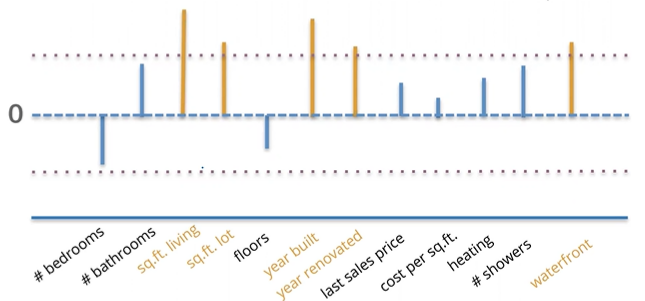 0
# bedrooms
# bathrooms
sq.ft. living
sq.ft. lot
floors
year built
year renovated
last sales price
cost per sq.ft.
heating
# showers
waterfront